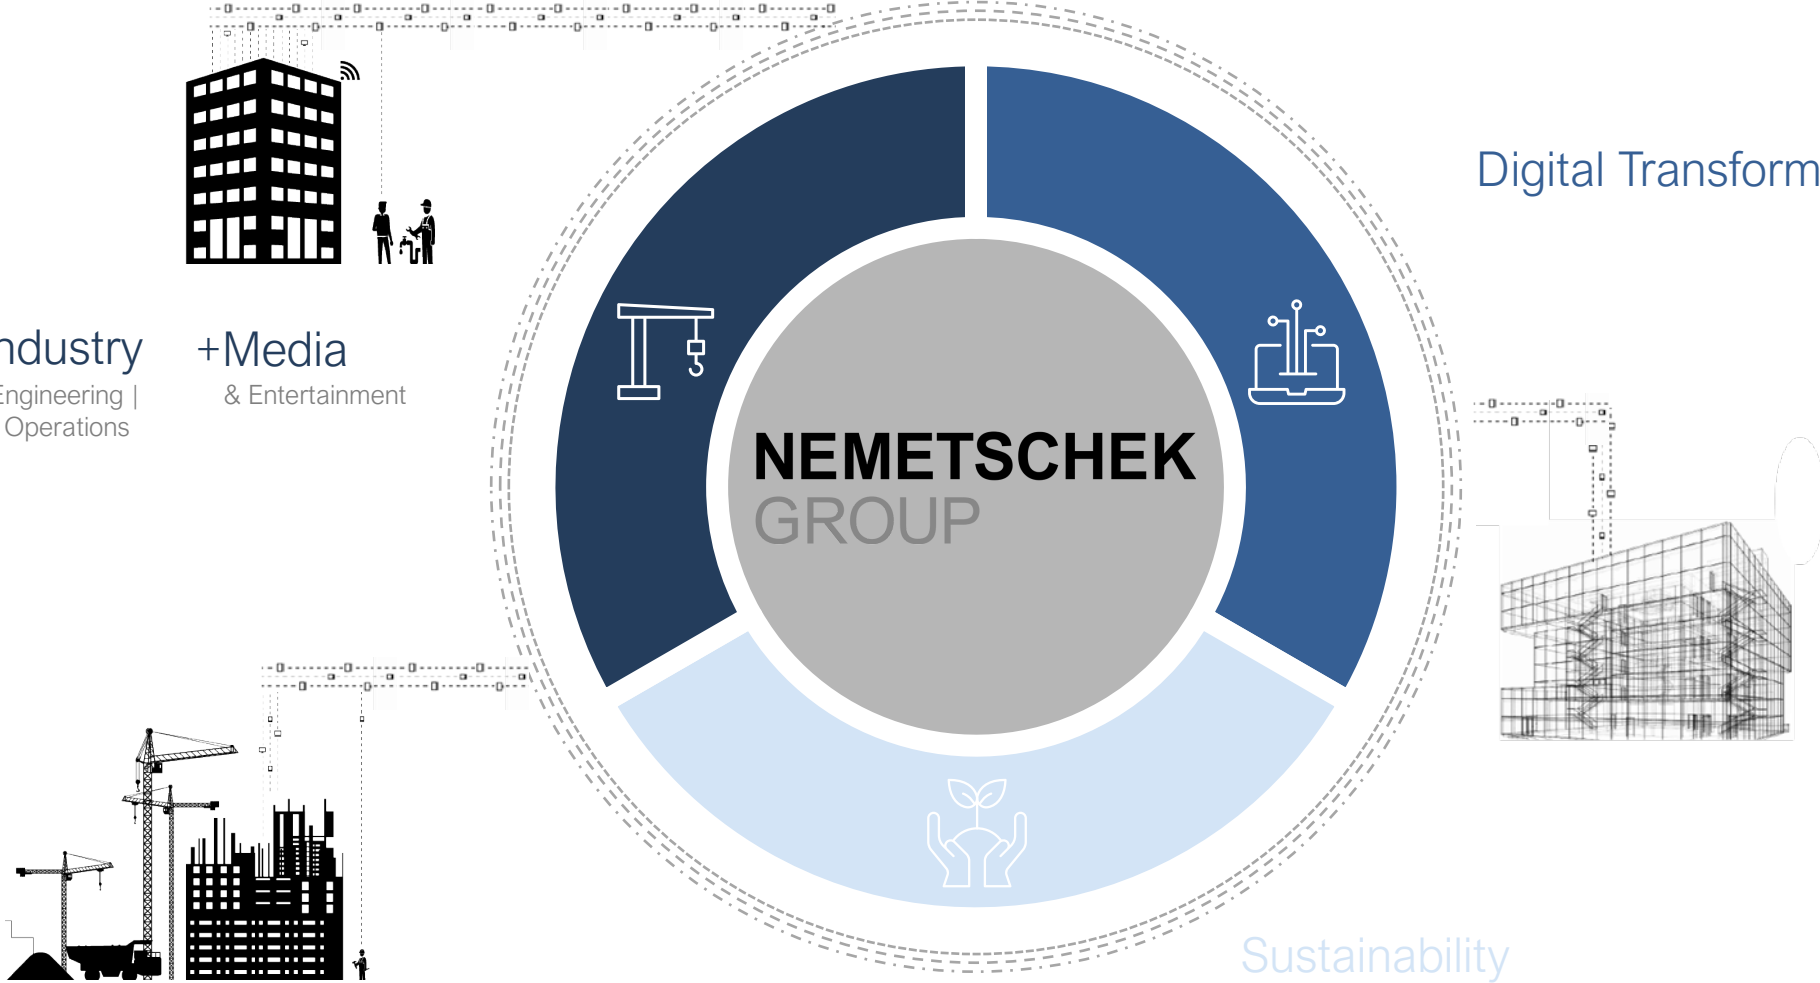 Digital Transform
ndustry
Engineering |
Operations
+Media
& Entertainment
NEMETSCHEK
GROUP
Sustainability